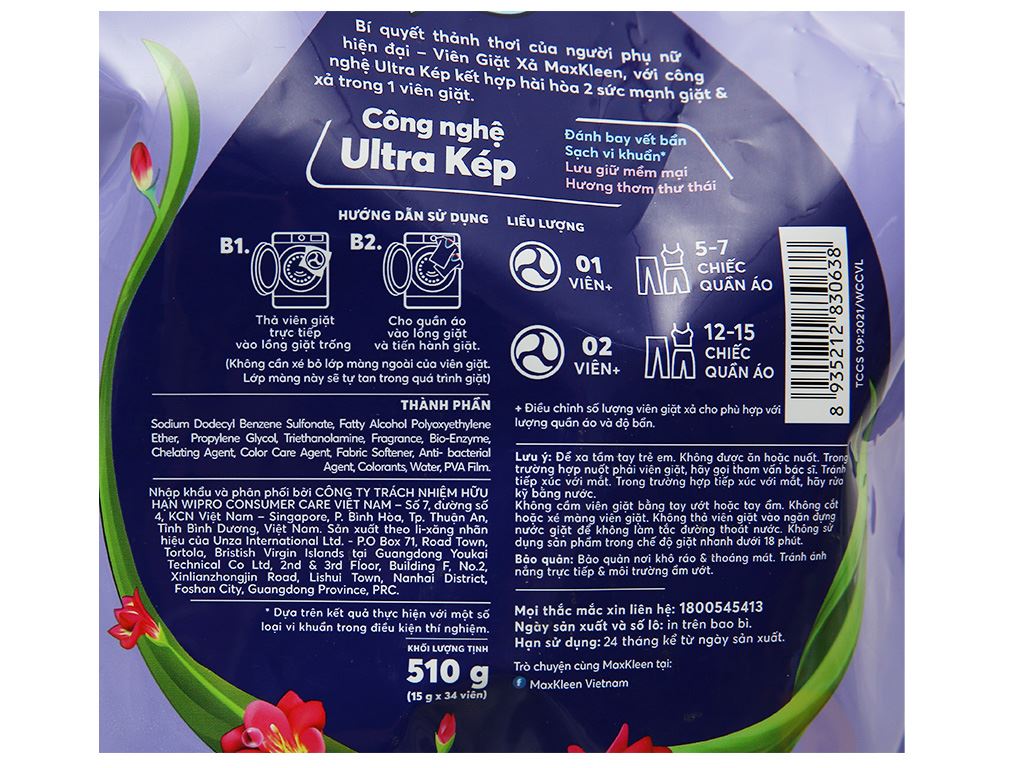 Bí quyết thành thơi của người phụ nữ
hiện đại – Viên Giặt Xả MaxKleen, với công
nghệ Ultra Kép kết hợp hài hòa 2 sức mạnh giặt &
xả trong 1 viên giặt.
Công nghệ
Ultra Kép
Đánh bay vết bẩn
Sạch vi khuẩn*
Lưu giữ mềm mại
Hương thơm thư thái
HƯỚNG DẪN SỬ DỤNG
B1.
B2.
Thả viên giặt
trực tiếp
vào lồng giặt trống
Cho quần áo
vào lồng giặt
và tiến hành giặt.
(Không cần xé bỏ lớp màng ngoài của viên giặt.
Lớp màng này sẽ tự tan trong quá trình giặt)
LIỀU LƯỢNG
01
VIÊN+
5-7
CHIẾC
QUẦN ÁO
02
VIÊN+
12-15
CHIẾC
QUẦN ÁO
+ Điều chỉnh số lượng viên giặt xả cho phù hợp với
lượng quần áo và độ bẩn.
8 935212 830638
TCCS 09:2021/WCCVL
THÀNH PHẦN
Sodium Dodecyl Benzene Sulfonate, Fatty Alcohol Polyoxyethylene
Ether, Propylene Glycol, Triethanolamine, Fragrance, Bio-Enzyme,
Chelating Agent, Color Care Agent, Fabric Softener, Anti- bacterial
Agent, Colorants, Water, PVA Film.
Nhập khẩu và phân phối bởi CÔNG TY TRÁCH NHIỆM HỮU
HẠN WIPRO CONSUMER CARE VIỆT NAM – Số 7, đường số
4, KCN Việt Nam – Singapore, P. Bình Hòa, Tp. Thuận An,
Tỉnh Bình Dương, Việt Nam. Sản xuất theo li-xăng nhãn
hiệu của Unza International Ltd. - P.O Box 71, Road Town,
Tortola, Bristish Virgin Islands tại Guangdong Youkai
Technical Co Ltd, 2nd & 3rd Floor, Building F, No.2,
Xinlianzhongjin Road, Lishui Town, Nanhai District,
Foshan City, Guangdong Province, PRC.
* Dựa trên kết quả thực hiện với một số
loại vi khuẩn trong điều kiện thí nghiệm.
KHỐI LƯỢNG TỊNH
510 g
(15 g x 34 viên)
Lưu ý: Để xa tầm tay trẻ em. Không được ăn hoặc nuốt. Trong
trường hợp nuốt phải viên giặt, hãy gọi tham vấn bác sĩ. Tránh
tiếp xúc với mắt. Trong trường hợp tiếp xúc với mắt, hãy rửa
kỹ bằng nước.
Không cầm viên giặt bằng tay ướt hoặc tay ẩm. Không cắt
hoặc xé màng viên giặt. Không thả viên giặt vào ngăn đựng
nước giặt để không làm tắc đường thoát nước. Không sử
dụng sản phẩm trong chế độ giặt nhanh dưới 18 phút.
Bảo quản: Bảo quản nơi khô ráo & thoáng mát. Tránh ánh
nắng trực tiếp & môi trường ẩm ướt.
Mọi thắc mắc xin liên hệ: 1800545413
Ngày sản xuất và số lô: in trên bao bì.
Hạn sử dụng: 24 tháng kể từ ngày sản xuất.
Trò chuyện cùng MaxKleen tại:
f MaxKleen Vietnam